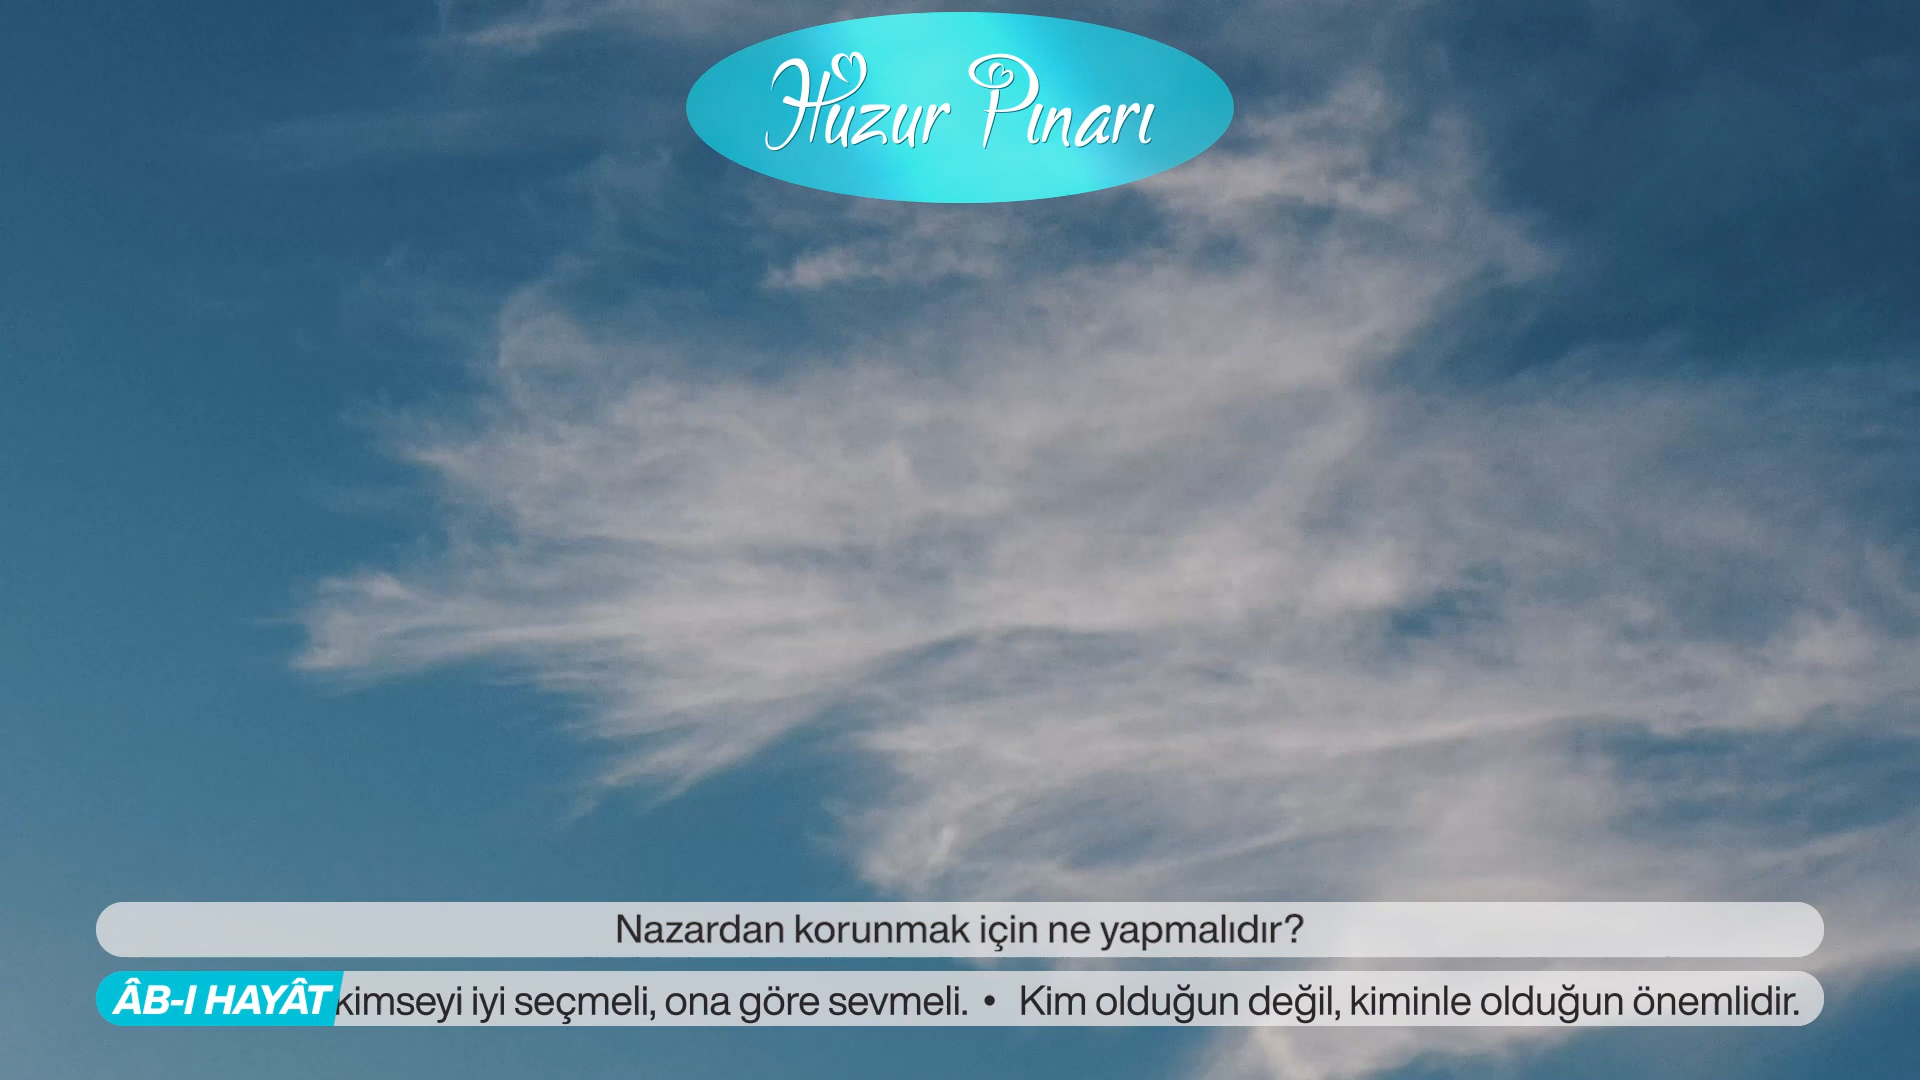 Huzur Pınarı
Nazardan korunmak için ne yapmalıdır?
ÂB-I HAYÂT kimseyi iyi seçmeli, ona göre sevmeli. • Kim olduğun değil, kiminle olduğun önemlidir.